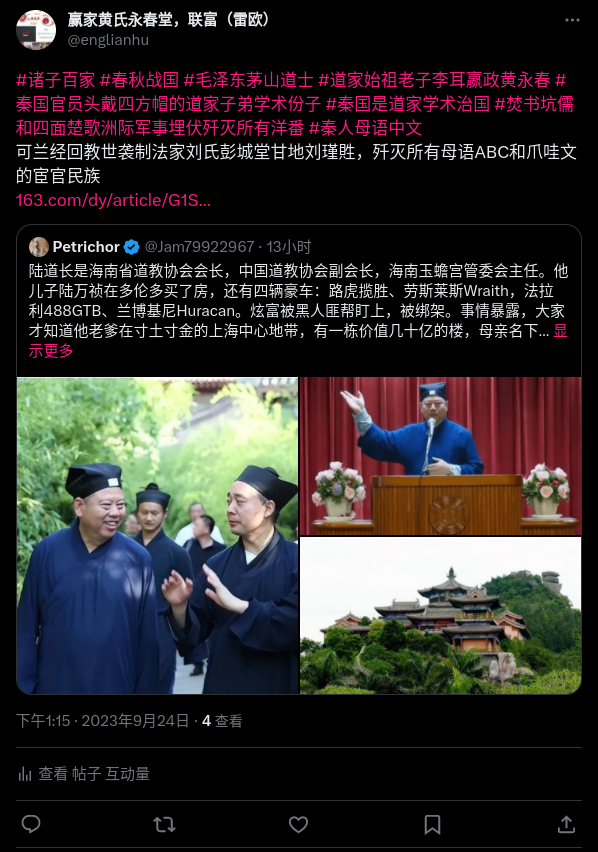 赢家黄氏永春堂，联富（雷欧）
@englianhu
#诸子百家 #春秋战国 #毛泽东茅山道士 #道家始祖老子李耳嬴政黄永春 #
秦国官员头戴四方帽的道家子弟学术份子 #秦国是道家学术治国 #焚书坑儒
和四面楚歌洲际军事埋伏歼灭所有洋番 #秦人母语中文
可兰经回教世袭制法家刘氏彭城堂甘地刘瑾甡，歼灭所有母语ABC和爪哇文
的宦官民族
163.com/dy/article/G1S...
Petrichor @Jam79922967 · 13小时
陆道长是海南省道教协会会长，中国道教协会副会长，海南玉蟾宫管委会主任。他
儿子陆万祯在多伦多买了房，还有四辆豪车：路虎揽胜、劳斯莱斯Wraith，法拉
利488GTB、兰博基尼Huracan。炫富被黑人匪帮盯上，被绑架。事情暴露，大家
才知道他老爹在寸土寸金的上海中心地带，有一栋价值几十亿的楼，母亲名下... 显
示更多
下午1:15 · 2023年9月24日 · 4 查看
查看 帖子 互动量